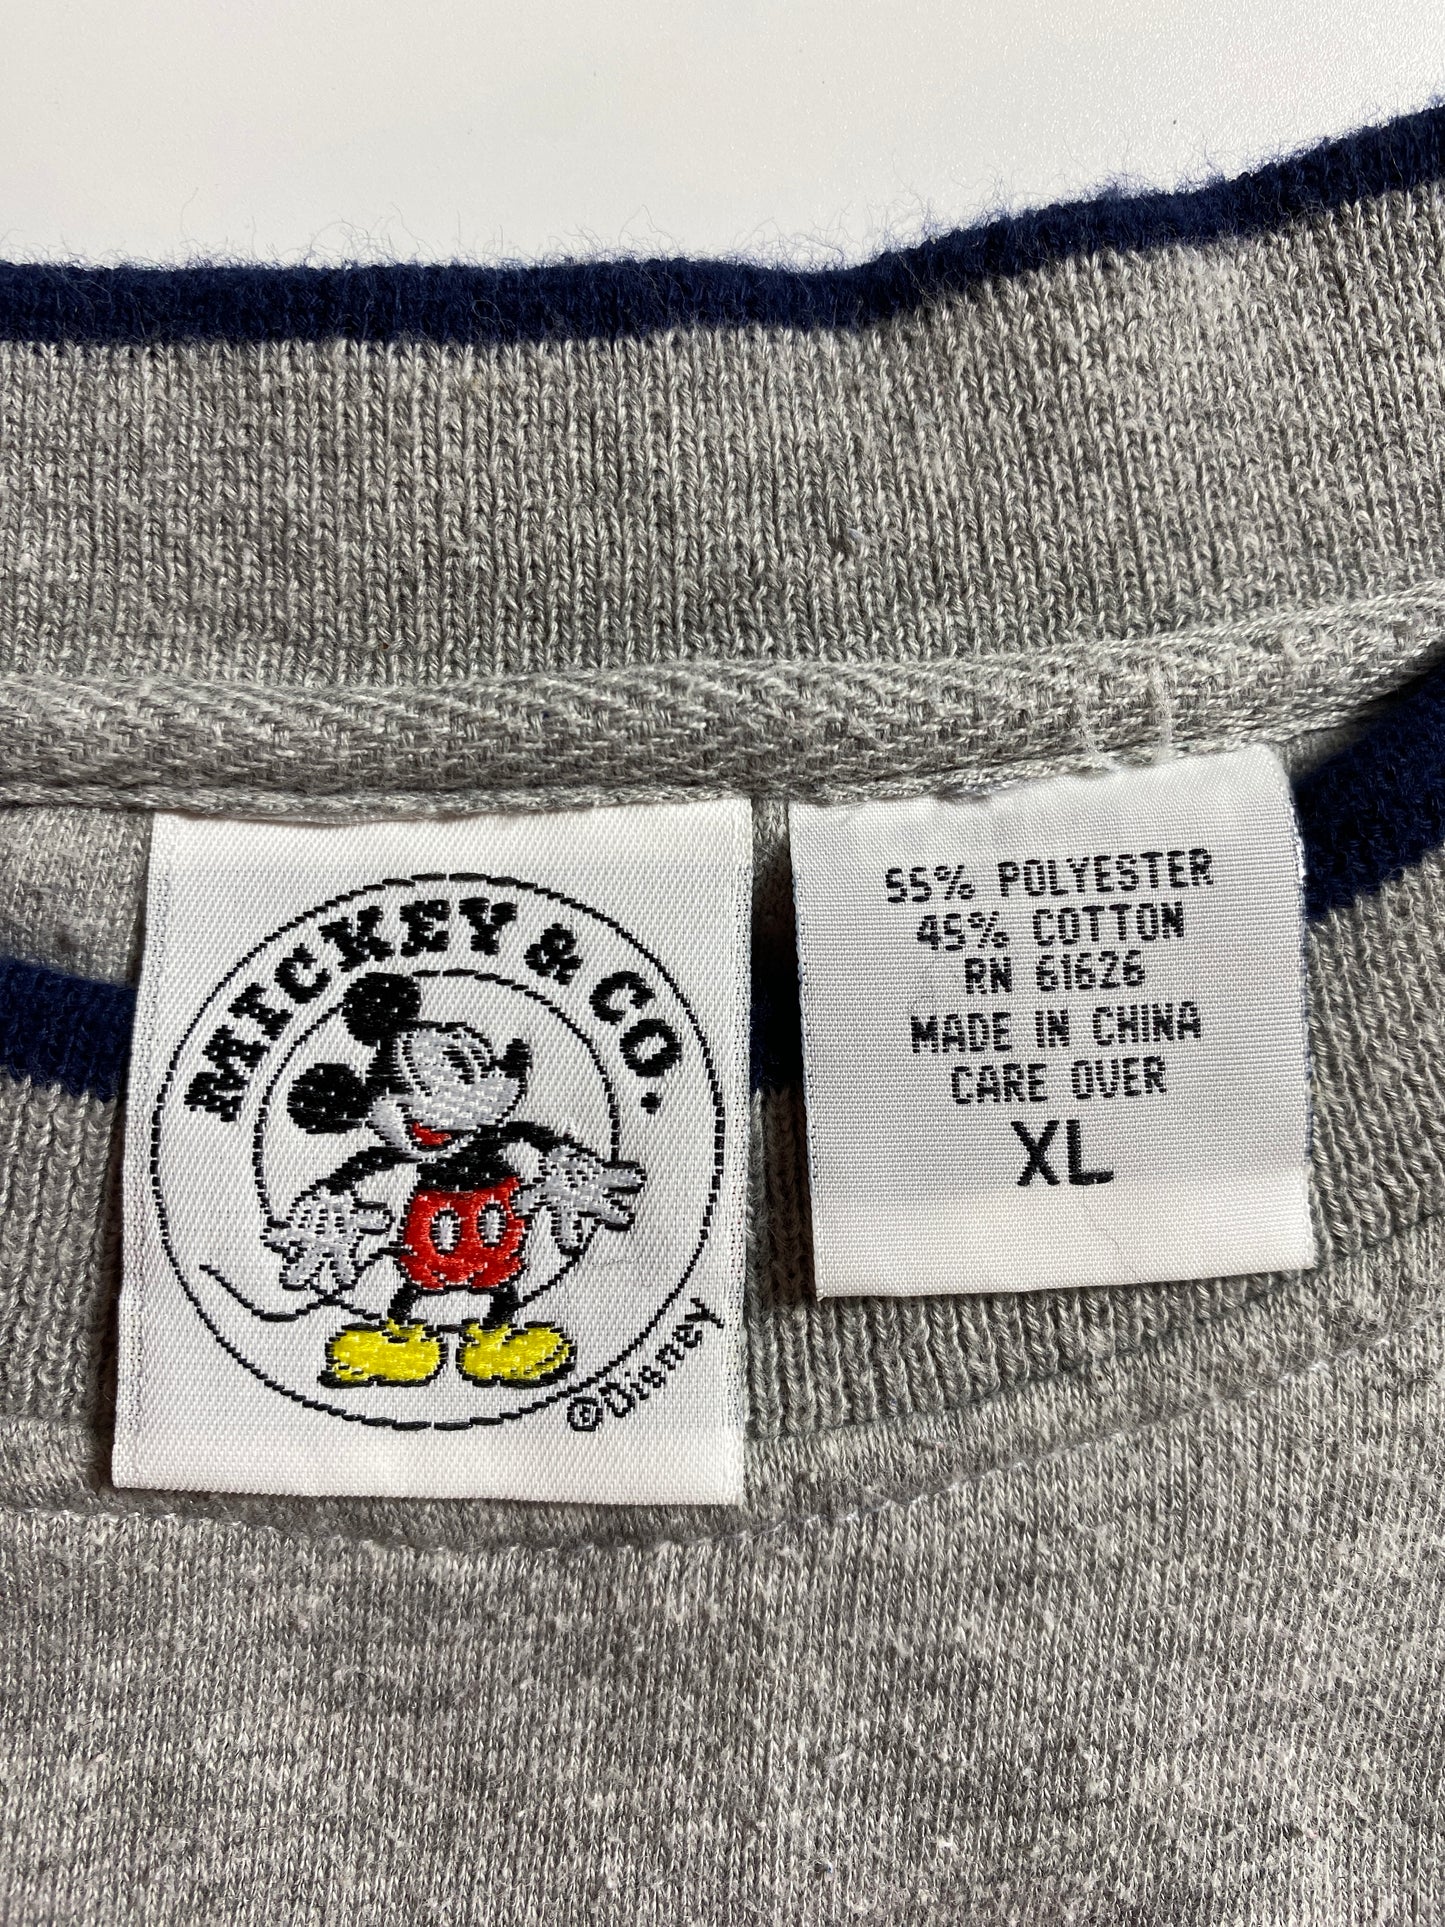 MICKEY & CO.
©Disney
55% POLYESTER
45% COTTON
RN 61626
MADE IN CHINA
CARE OVER
XL